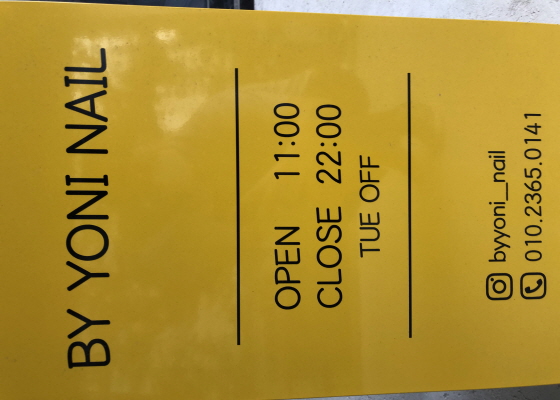 BY YONI NAIL
OPEN 11:00
CLOSE 22:00
TUE OFF
byyoni_nail
010.2365.0141